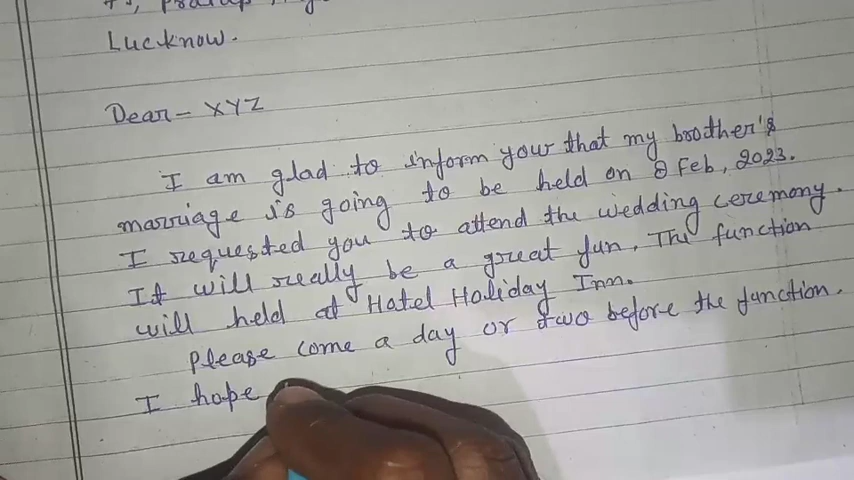 Lucknow.
Dear - XYZ
I am glad to inform your that my brother's
marriage is going to be held on 8 Feb, 2023.
I requested you to attend the wedding ceremony.
It will really be a great fun. The function
will held at Hatel Holiday Inn.
Please come a day or two before the function.
I hope